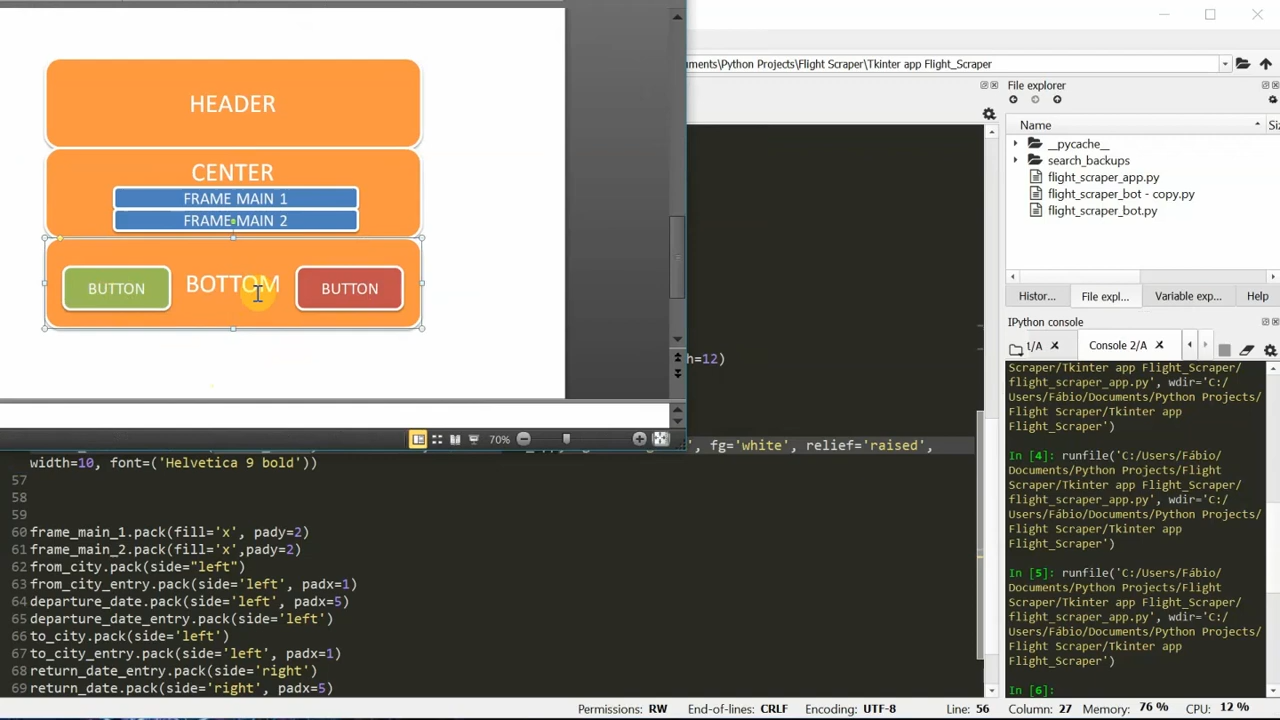 HEADER
CENTER
FRAME MAIN 1
FRAME MAIN 2
BUTTON
BOTTOM
BUTTON
70%
uments\Python Projects\Flight Scraper\Tkinter app Flight_Scraper
File explorer
Name
__pycache__
search_backups
flight_scraper_app.py
flight_scraper_bot - copy.py
flight_scraper_bot.py
Histor...
File expl...
Variable exp...
Help
IPython console
1/A
Console 2/A
Scraper/Tkinter app Flight_Scraper/
flight_scraper_app.py', wdir='C:/
Users/Fábio/Documents/Python Projects/
Flight Scraper/Tkinter app
Flight_Scraper')
In [4]: runfile('C:/Users/Fábio/
Documents/Python Projects/Flight
Scraper/Tkinter app Flight_Scraper/
flight_scraper_app.py', wdir='C:/
Users/Fábio/Documents/Python Projects/
Flight Scraper/Tkinter app
Flight_Scraper')
In [5]: runfile('C:/Users/Fábio/
Documents/Python Projects/Flight
Scraper/Tkinter app Flight_Scraper/
flight_scraper_app.py', wdir='C:/
Users/Fábio/Documents/Python Projects/
Flight Scraper/Tkinter app
Flight_Scraper')
In [6]:
h=12)
', fg='white', relief='raised',
width=10, font=('Helvetica 9 bold'))
57
58
59
60 frame_main_1.pack(fill='x', pady=2)
61 frame_main_2.pack(fill='x',pady=2)
62 from_city.pack(side="left")
63 from_city_entry.pack(side='left', padx=1)
64 departure_date.pack(side='left', padx=5)
65 departure_date_entry.pack(side='left')
66 to_city.pack(side='left')
67 to_city_entry.pack(side='left', padx=1)
68 return_date_entry.pack(side='right')
69 return_date.pack(side='right', padx=5)
Permissions: RW End-of-lines: CRLF Encoding: UTF-8 Line: 56 Column: 27 Memory: 76 % CPU: 12 %